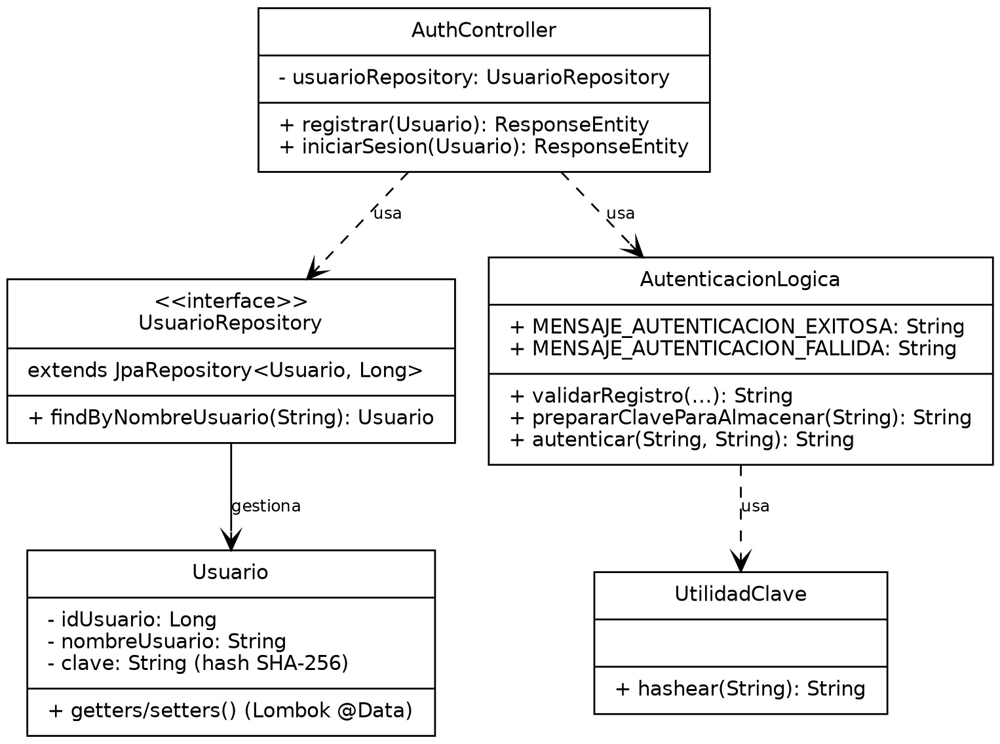 AuthController
- usuarioRepository: UsuarioRepository
+ registrar(Usuario): ResponseEntity
+ iniciarSesion(Usuario): ResponseEntity
usa
usa
<<interface>>
UsuarioRepository
extends JpaRepository<Usuario, Long>
+ findByNombreUsuario(String): Usuario
AutenticacionLogica
+ MENSAJE_AUTENTICACION_EXITOSA: String
+ MENSAJE_AUTENTICACION_FALLIDA: String
+ validarRegistro(...): String
+ prepararClaveParaAlmacenar(String): String
+ autenticar(String, String): String
gestiona
usa
Usuario
- idUsuario: Long
- nombreUsuario: String
- clave: String (hash SHA-256)
+ getters/setters() (Lombok @Data)
UtilidadClave
+ hashear(String): String